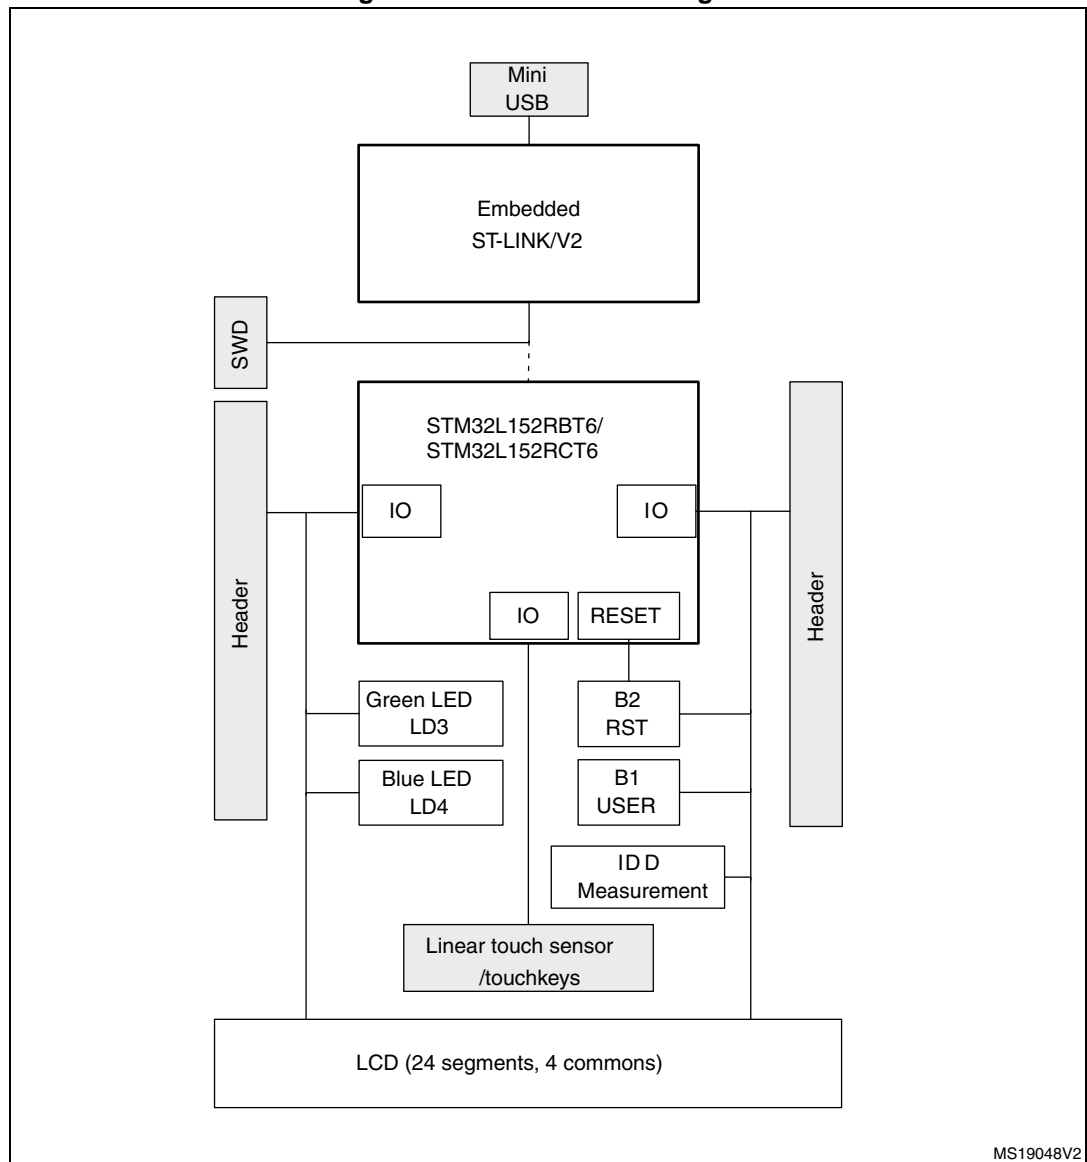 Mini
USB
Embedded
ST-LINK/V2
SWD
STM32L152RBT6/
STM32L152RCT6
IO
IO
Header
Header
IO
RESET
Green LED
LD3
B2
RST
Blue LED
LD4
B1
USER
IDD
Measurement
Linear touch sensor
/touchkeys
LCD (24 segments, 4 commons)
MS19048V2